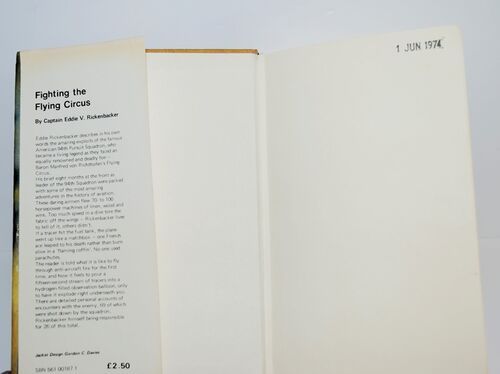 Fighting the
Flying Circus
By Captain Eddie V. Rickenbacker
Eddie Rickenbacker describes in his own
words the amazing exploits of the famous
American 94th Pursuit Squadron, who
became a living legend as they faced an
equally renowned and deadly foe –
Baron Manfred von Richthofen's Flying
Circus.
His brief eight months at the front as
leader of the 94th Squadron were packed
with some of the most amazing
adventures in the history of aviation.
These daring airmen flew 70- to 100-
horsepower machines of linen, wood and
wire. Too much speed in a dive tore the
fabric off the wings – Rickenbacker lived
to tell of it, others didn't.
If a tracer hit the fuel tank, the plane
went up like a matchbox – one French
ace leaped to his death rather than burn
alive in a 'flaming coffin'. No one used
parachutes.
The reader is told what it is like to fly
through anti-aircraft fire for the first
time, and how it feels to pour a
fifteen-second stream of tracers into a
hydrogen filled observation balloon, only
to have it explode right underneath you.
There are detailed personal accounts of
encounters with the enemy, 69 of which
were shot down by the squadron,
Rickenbacker himself being responsible
for 26 of this total.
Jacket Design Gordon C. Davies
SBN 561 00187 1
£2.50
1 JUN 1974